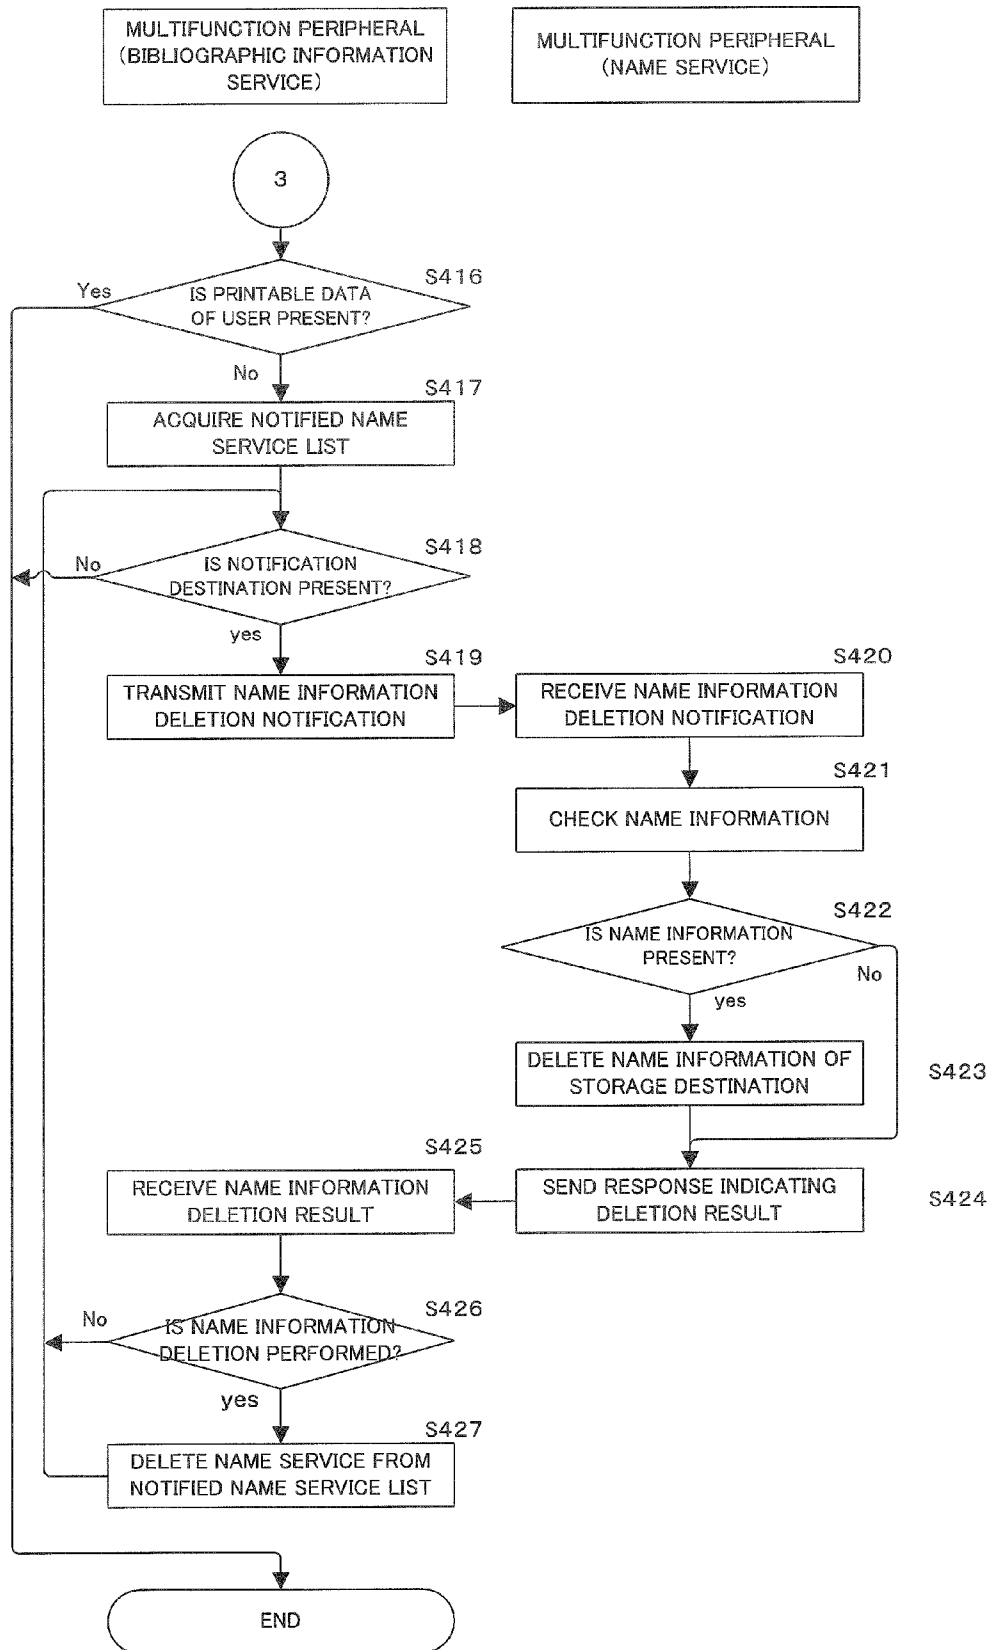 MULTIFUNCTION PERIPHERAL
(BIBLIOGRAPHIC INFORMATION
SERVICE)
MULTIFUNCTION PERIPHERAL
(NAME SERVICE)
3
S416
Yes
IS PRINTABLE DATA
OF USER PRESENT?
No
S417
ACQUIRE NOTIFIED NAME
SERVICE LIST
S418
No
IS NOTIFICATION
DESTINATION PRESENT?
yes
S419
TRANSMIT NAME INFORMATION
DELETION NOTIFICATION
S420
RECEIVE NAME INFORMATION
DELETION NOTIFICATION
S421
CHECK NAME INFORMATION
S422
IS NAME INFORMATION
PRESENT?
No
yes
DELETE NAME INFORMATION OF
STORAGE DESTINATION
S423
SEND RESPONSE INDICATING
DELETION RESULT
S424
S425
RECEIVE NAME INFORMATION
DELETION RESULT
S426
No
IS NAME INFORMATION
DELETION PERFORMED?
yes
S427
DELETE NAME SERVICE FROM
NOTIFIED NAME SERVICE LIST
END